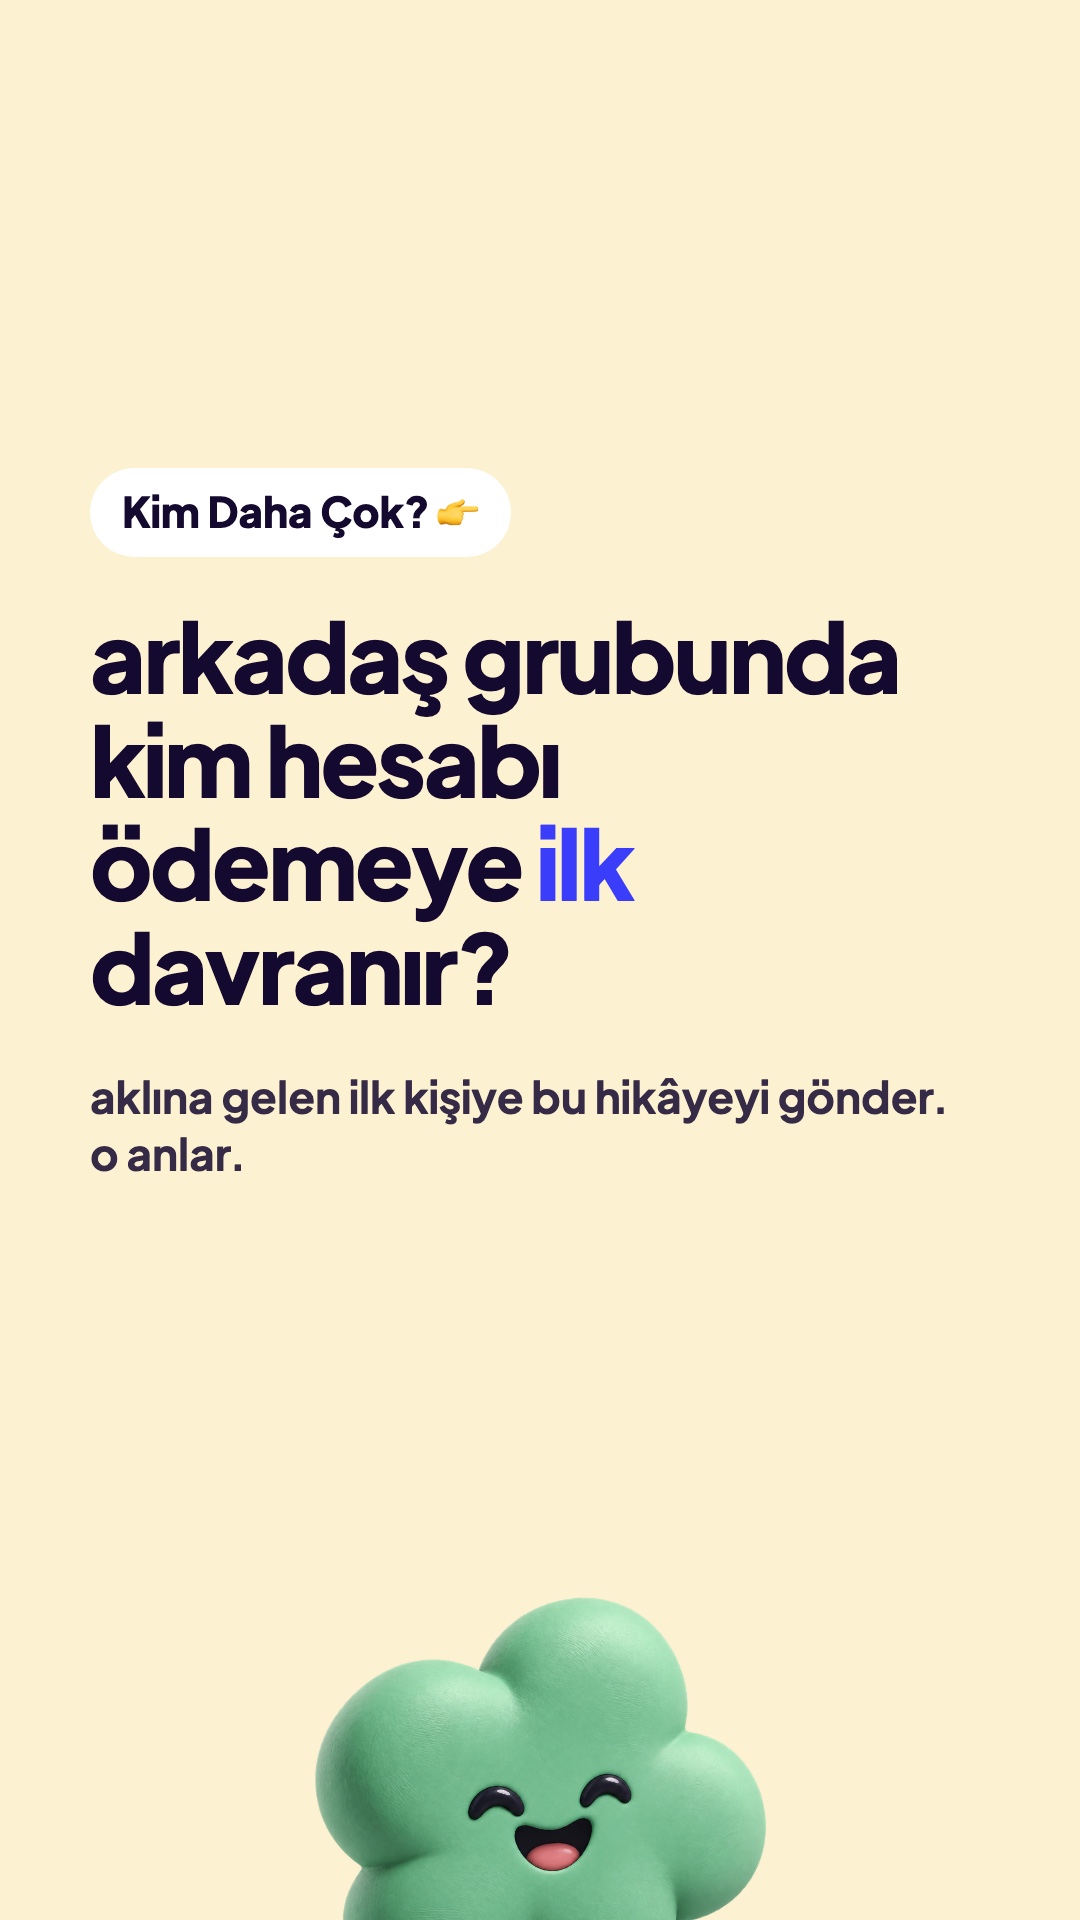 Kim Daha Çok? 👉
arkadaş grubunda
kim hesabı
ödemeye ilk
davranır?
aklına gelen ilk kişiye bu hikâyeyi gönder.
o anlar.